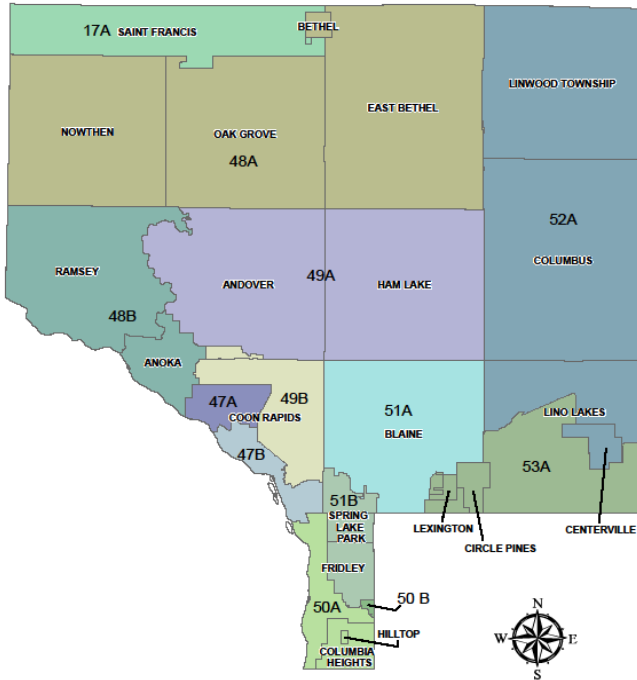 17A SAINT FRANCIS
BETHEL
LINWOOD TOWNSHIP
EAST BETHEL
NOWTHEN
OAK GROVE
48A
52A
COLUMBUS
RAMSEY
ANDOVER
49A
HAM LAKE
48B
ANOKA
47A
49B
COON RAPIDS
51A
BLAINE
LINO LAKES
47B
53A
51B
SPRING
LAKE
PARK
LEXINGTON
CENTERVILLE
CIRCLE PINES
FRIDLEY
50A
50 B
HILLTOP
COLUMBIA
HEIGHTS
N
W E
S